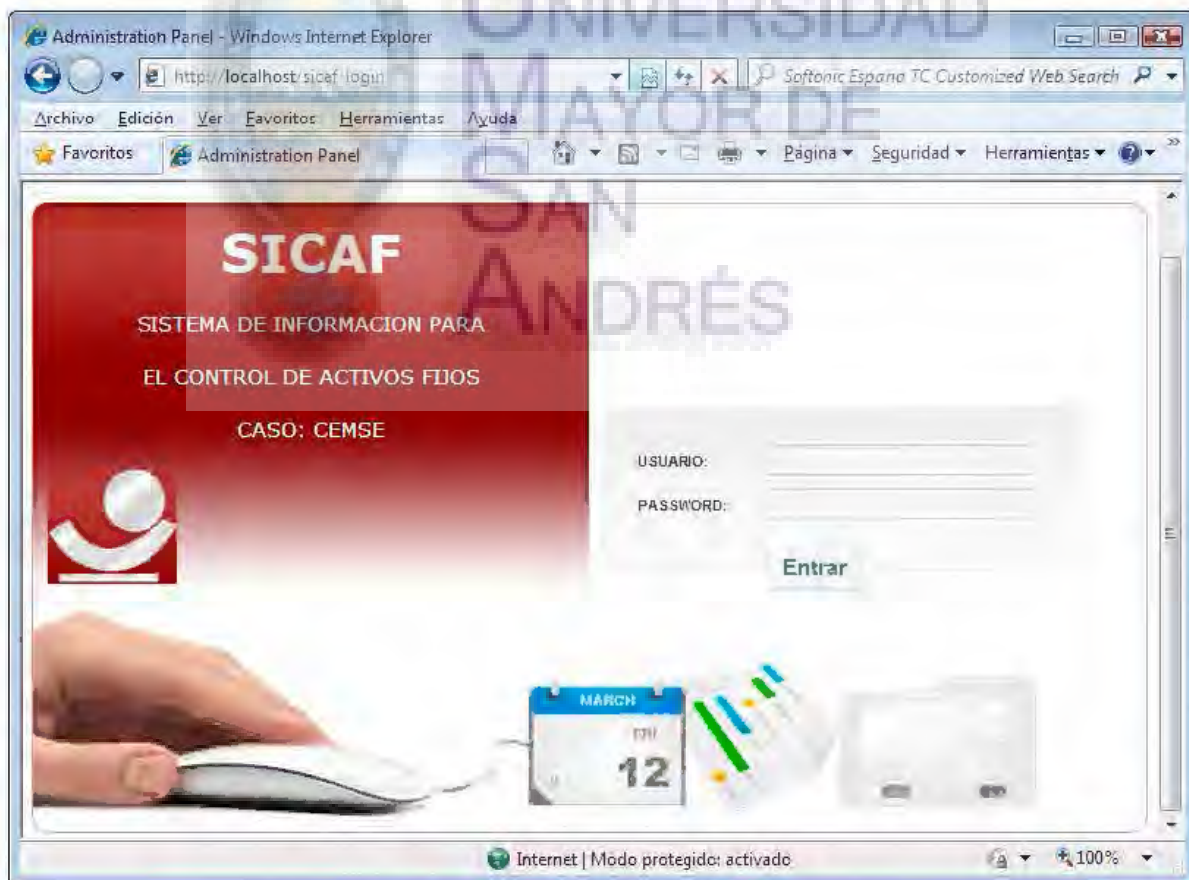 UNIVERSIDAD
MAYOR DE
SAN
ANDRÉS
Administration Panel - Windows Internet Explorer
http://localhost/sicaf-login
Softonic Espana TC Customized Web Search
Archivo Edición Ver Favoritos Herramientas Ayuda
Favoritos Administration Panel Página Seguridad Herramientas
SICAF
SISTEMA DE INFORMACION PARA
EL CONTROL DE ACTIVOS FIJOS
CASO: CEMSE
USUARIO:
PASSWORD:
Entrar
MARCH
12
Internet | Modo protegido: activado
100%